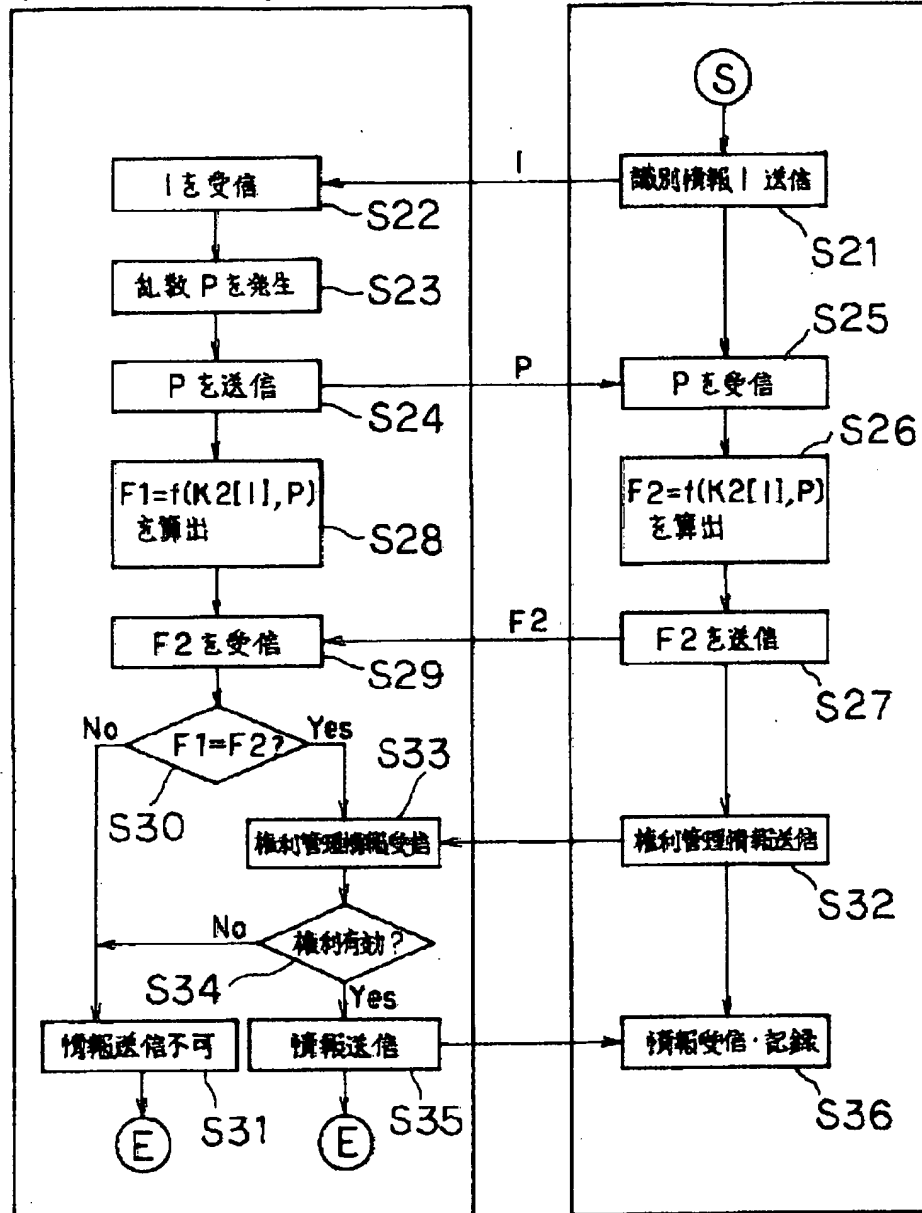 S
I
識別情報 I 送信
S21
Iを受信
S22
乱数 Pを発生
S23
Pを送信
S24
P
S25
Pを受信
S26
F1=f(K2[I],P)
を算出
S28
F2=f(K2[I],P)
を算出
F2を受信
S29
F2
F2を送信
S27
No
F1=F2?
Yes
S30
S33
権利管理情報受信
権利管理情報送信
S32
No
権利有効?
S34
Yes
情報送信不可
S31
情報送信
S35
情報受信・記録
S36
E
E